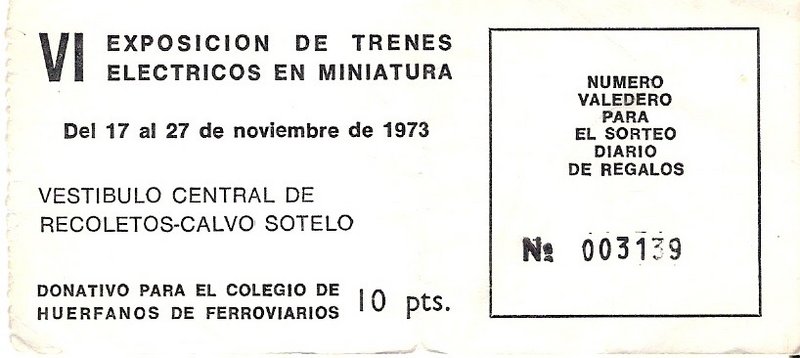 VI EXPOSICION DE TRENES
ELECTRICOS EN MINIATURA
Del 17 al 27 de noviembre de 1973
VESTIBULO CENTRAL DE
RECOLETOS-CALVO SOTELO
DONATIVO PARA EL COLEGIO DE
HUERFANOS DE FERROVIARIOS 10 pts.
NUMERO
VALEDERO
PARA
EL SORTEO
DIARIO
DE REGALOS
Nº 003139